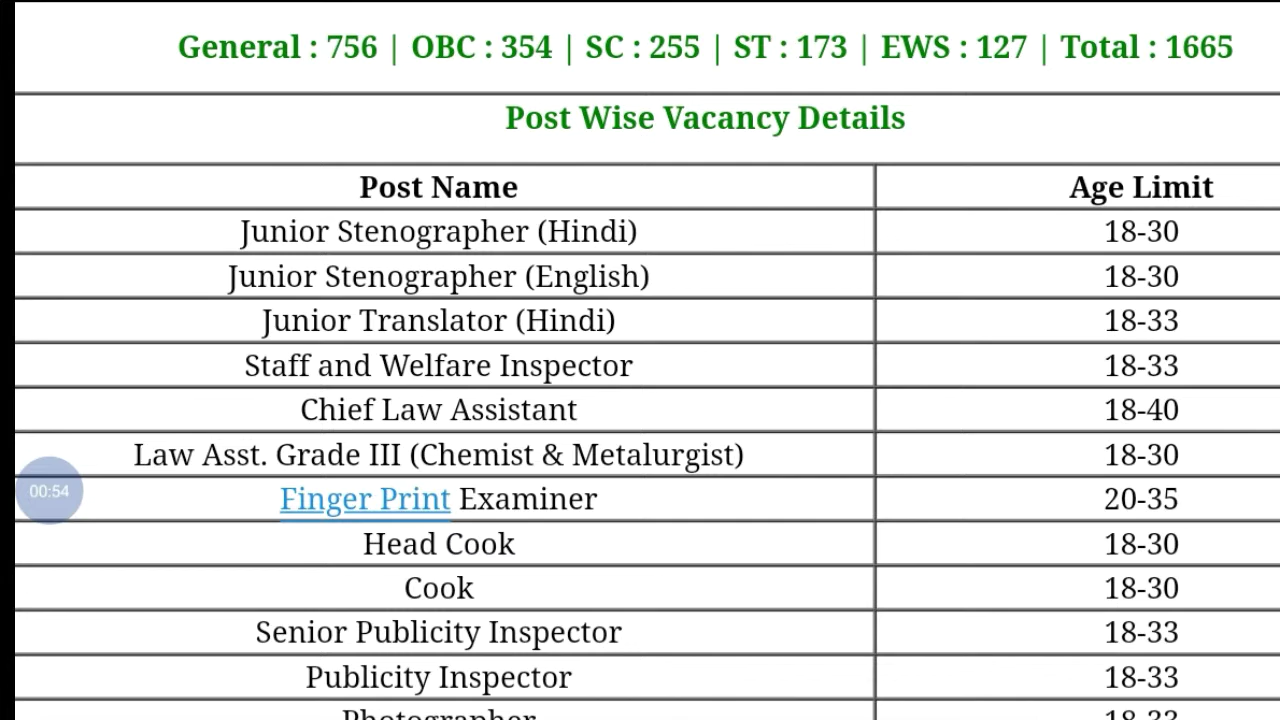 General : 756 | OBC : 354 | SC : 255 | ST : 173 | EWS : 127 | Total : 1665
Post Wise Vacancy Details
Post Name Age Limit
Junior Stenographer (Hindi) 18-30
Junior Stenographer (English) 18-30
Junior Translator (Hindi) 18-33
Staff and Welfare Inspector 18-33
Chief Law Assistant 18-40
Law Asst. Grade III (Chemist & Metalurgist) 18-30
00:54
Finger Print Examiner 20-35
Head Cook 18-30
Cook 18-30
Senior Publicity Inspector 18-33
Publicity Inspector 18-33
Photographer 18-33